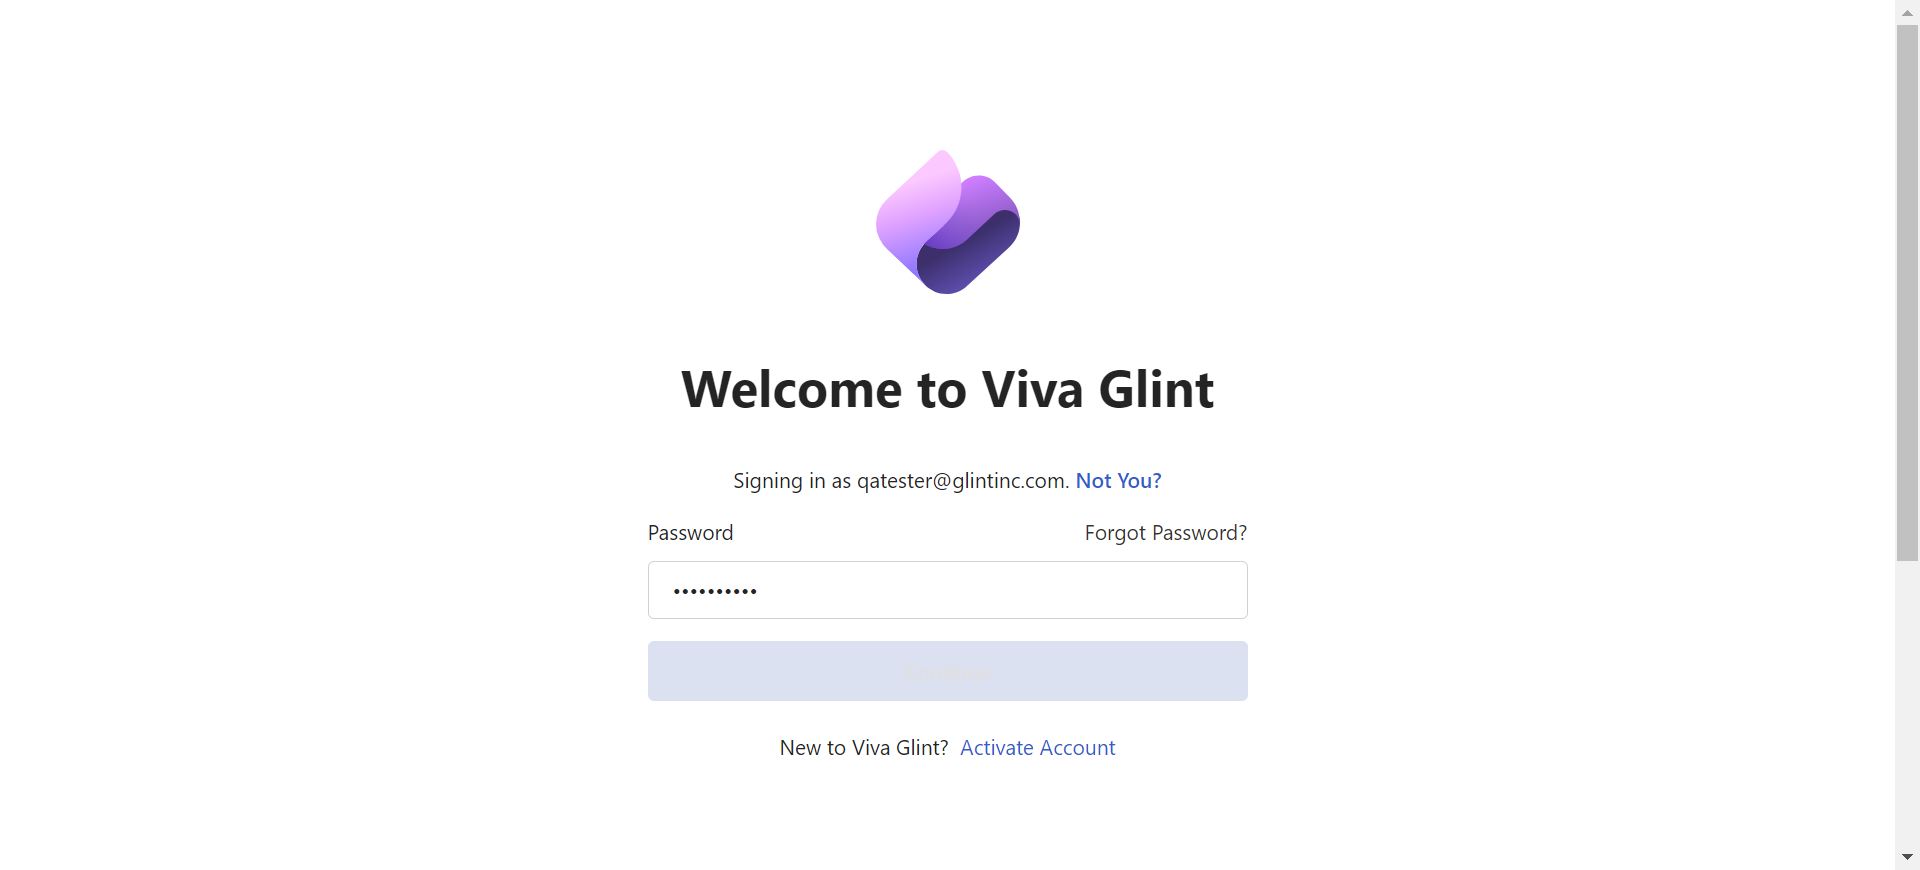 Welcome to Viva Glint
Signing in as qatester@glintinc.com. Not You?
Password Forgot Password?
••••••••••
New to Viva Glint? Activate Account